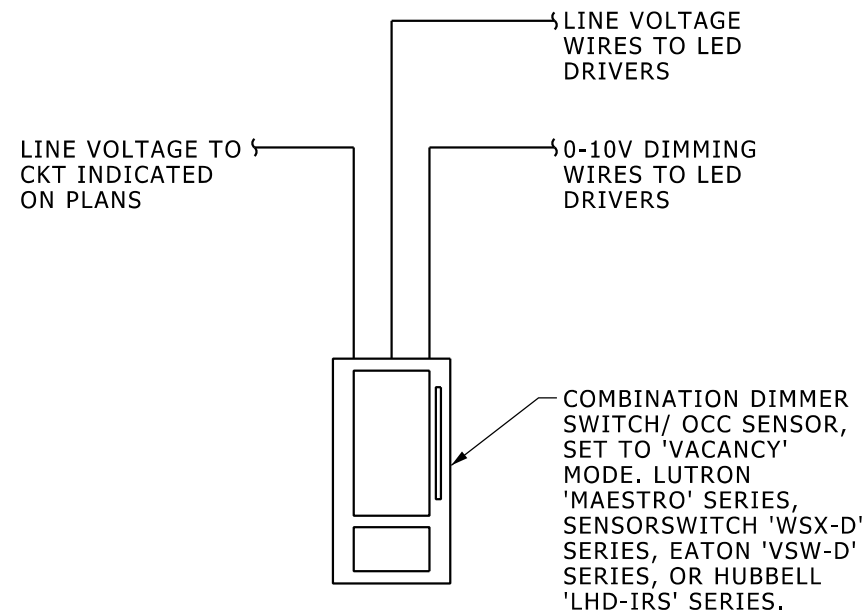 LINE VOLTAGE
WIRES TO LED
DRIVERS
LINE VOLTAGE TO
CKT INDICATED
ON PLANS
0-10V DIMMING
WIRES TO LED
DRIVERS
COMBINATION DIMMER
SWITCH/ OCC SENSOR,
SET TO 'VACANCY'
MODE. LUTRON
'MAESTRO' SERIES,
SENSORSWITCH 'WSX-D'
SERIES, EATON 'VSW-D'
SERIES, OR HUBBELL
'LHD-IRS' SERIES.